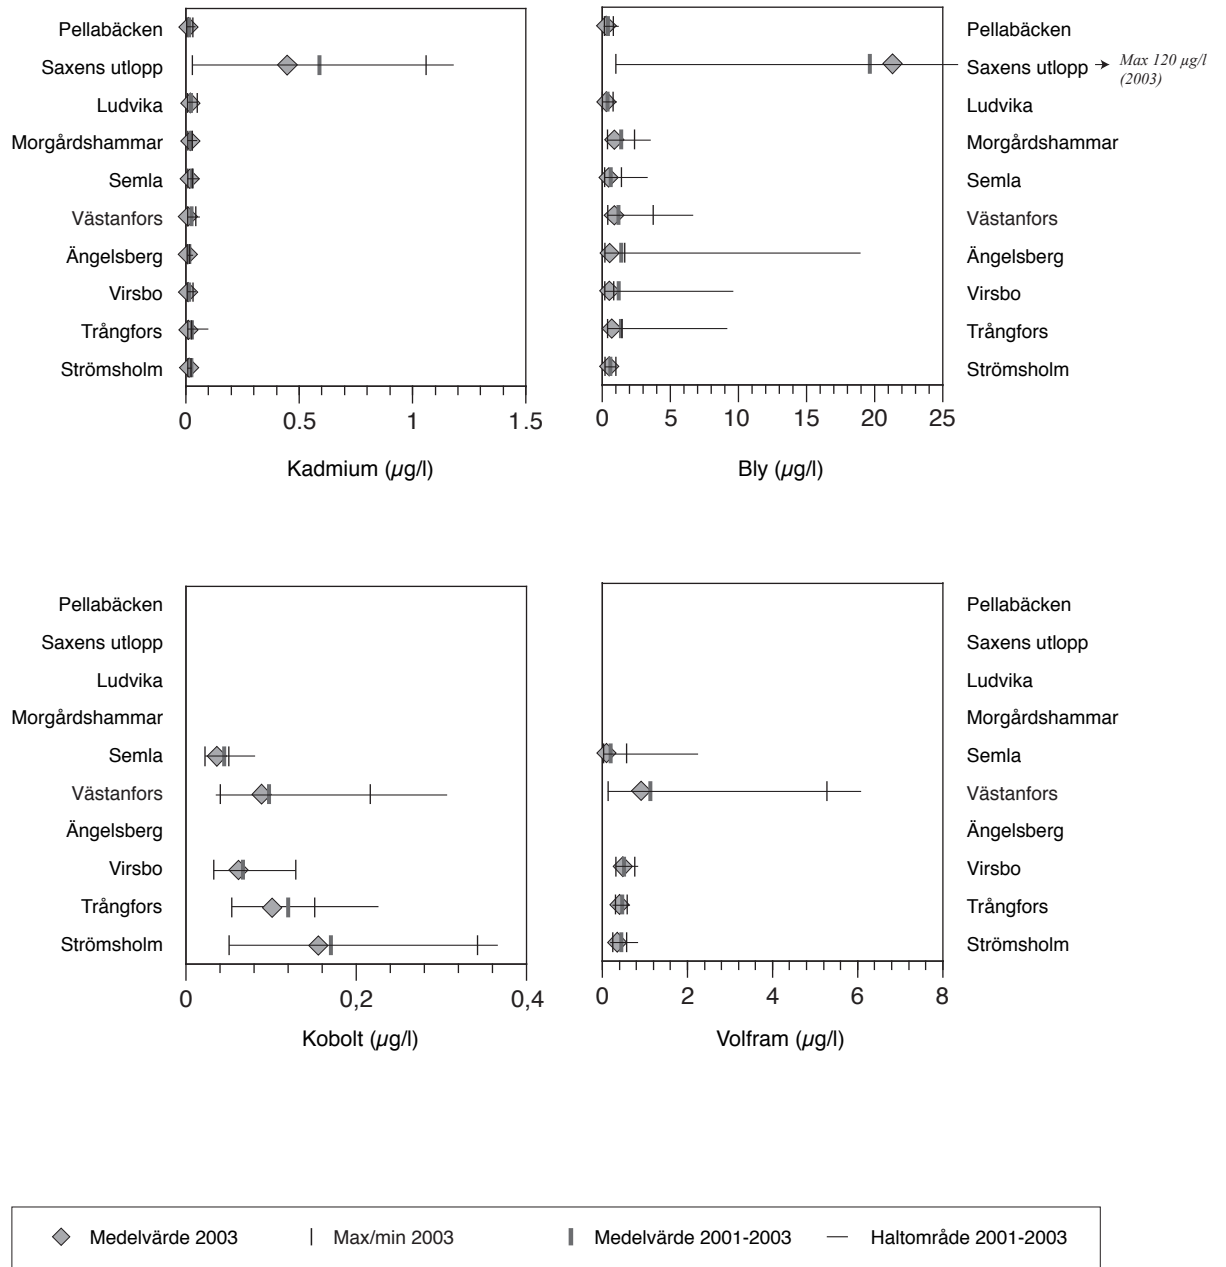 Pellabäcken
Saxens utlopp
Ludvika
Morgårdshammar
Semla
Västanfors
Ängelsberg
Virsbo
Trångfors
Strömsholm
0 0.5 1 1.5
Kadmium (µg/l)
0 5 10 15 20 25
Bly (µg/l)
Pellabäcken
Saxens utlopp
Max 120 µg/l
(2003)
Ludvika
Morgårdshammar
Semla
Västanfors
Ängelsberg
Virsbo
Trångfors
Strömsholm
Pellabäcken
Saxens utlopp
Ludvika
Morgårdshammar
Semla
Västanfors
Ängelsberg
Virsbo
Trångfors
Strömsholm
0 0,2 0,4
Kobolt (µg/l)
0 2 4 6 8
Volfram (µg/l)
Pellabäcken
Saxens utlopp
Ludvika
Morgårdshammar
Semla
Västanfors
Ängelsberg
Virsbo
Trångfors
Strömsholm
Medelvärde 2003 Max/min 2003 Medelvärde 2001-2003 Haltområde 2001-2003